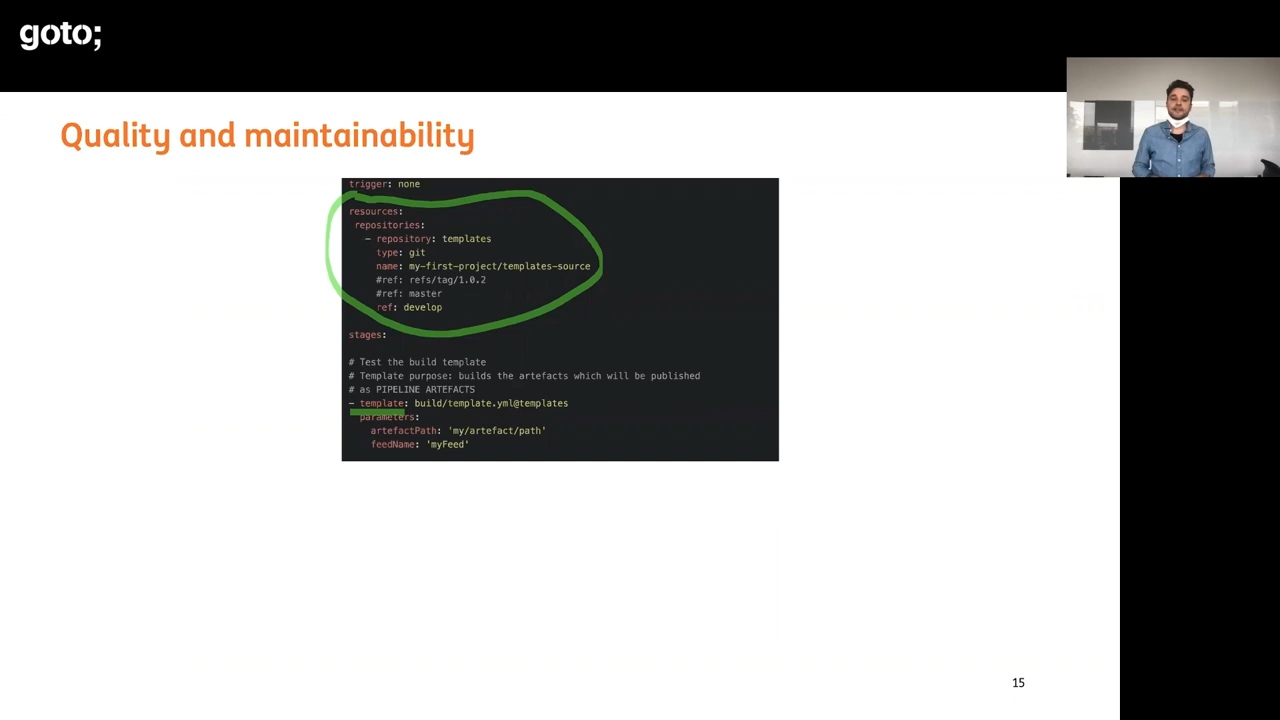 goto;
Quality and maintainability
trigger: none
resources:
repositories:
- repository: templates
type: git
name: my-first-project/templates-source
#ref: refs/tag/1.0.2
#ref: master
ref: develop
stages:
# Test the build template
# Template purpose: builds the artefacts which will be published
# as PIPELINE ARTEFACTS
- template: build/template.yml@templates
parameters:
artefactPath: 'my/artefact/path'
feedName: 'myFeed'
15